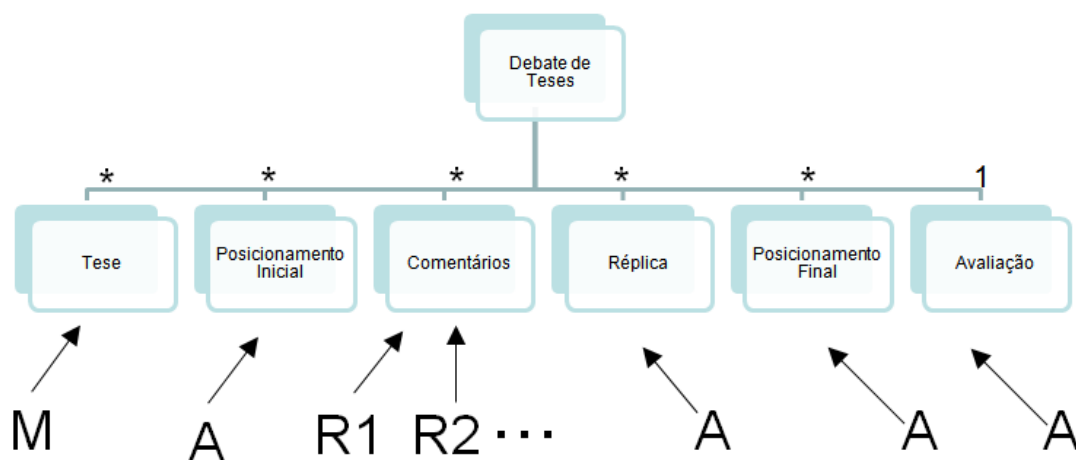 Debate de
Teses
* * * * * 1
Tese
Posicionamento
Inicial
Comentários
Réplica
Posicionamento
Final
Avaliação
M A R1 R2 ... A A A